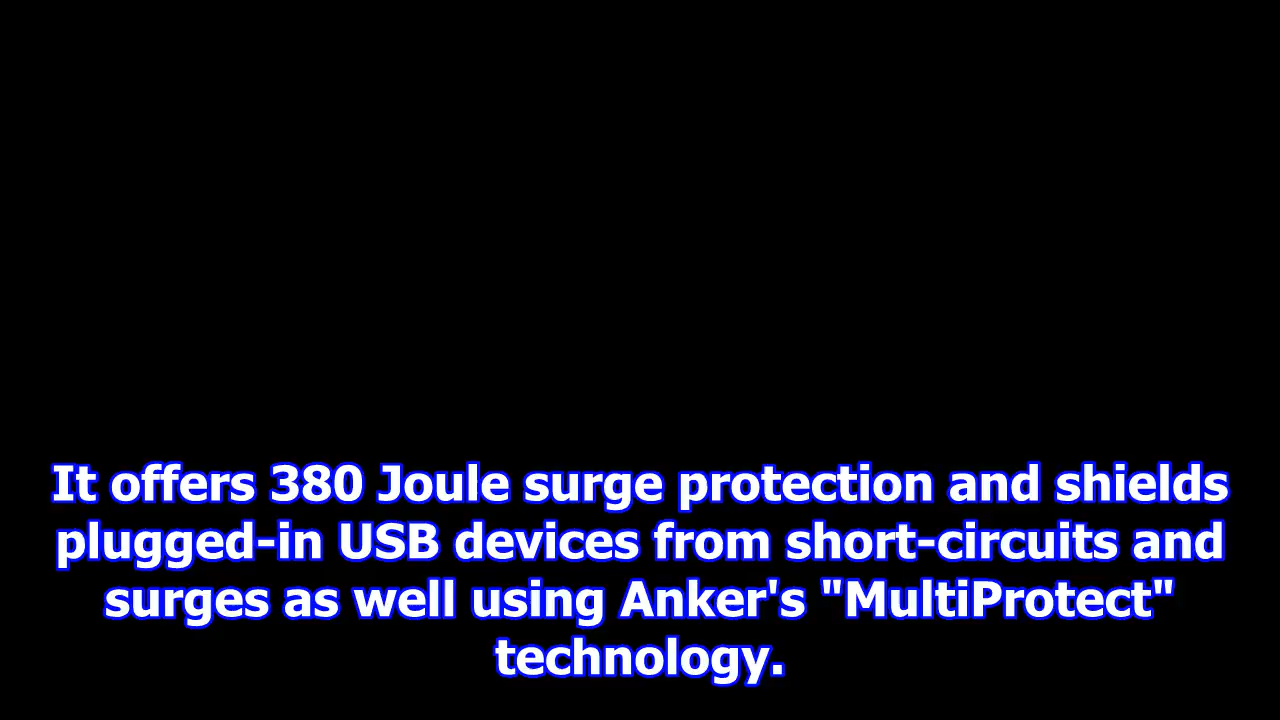 It offers 380 Joule surge protection and shields
plugged-in USB devices from short-circuits and
surges as well using Anker's "MultiProtect"
technology.